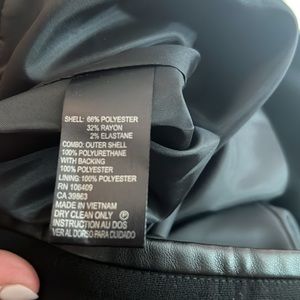 SHELL: 66% POLYESTER
32% RAYON
2% ELASTANE
COMBO: OUTER SHELL
100% POLYURETHANE
WITH BACKING
100% POLYESTER
LINING: 100% POLYESTER
RN 106409
CA 39863
MADE IN VIETNAM
DRY CLEAN ONLY Ⓟ
INSTRUCTION AU DOS
VER AL DORSO PARA CUIDADO